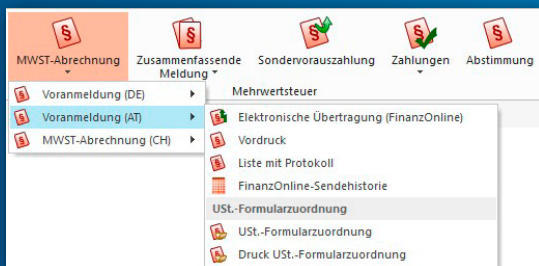 MWST-Abrechnung
Zusammenfassende
Meldung
Sondervorauszahlung
Zahlungen
Abstimmung
Mehrwertsteuer
Voranmeldung (DE)
Voranmeldung (AT)
MWST-Abrechnung (CH)
Elektronische Übertragung (FinanzOnline)
Vordruck
Liste mit Protokoll
FinanzOnline-Sendehistorie
USt.-Formularzuordnung
USt.-Formularzuordnung
Druck USt.-Formularzuordnung